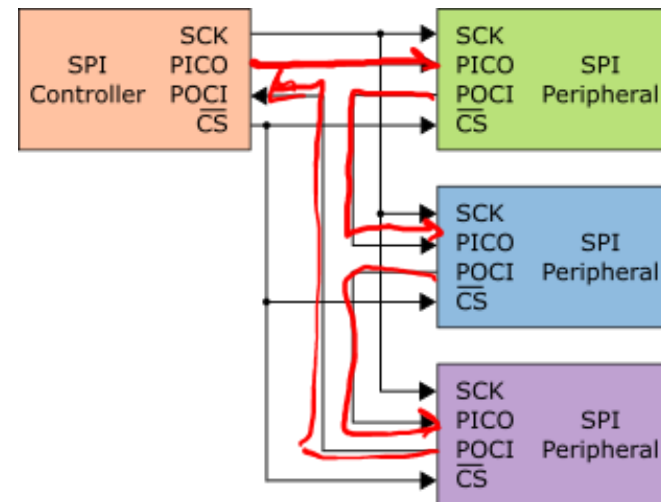 SCK
SPI PICO
Controller POCI
CS
SCK
PICO SPI
POCI Peripheral
CS
SCK
PICO SPI
POCI Peripheral
CS
SCK
PICO SPI
POCI Peripheral
CS